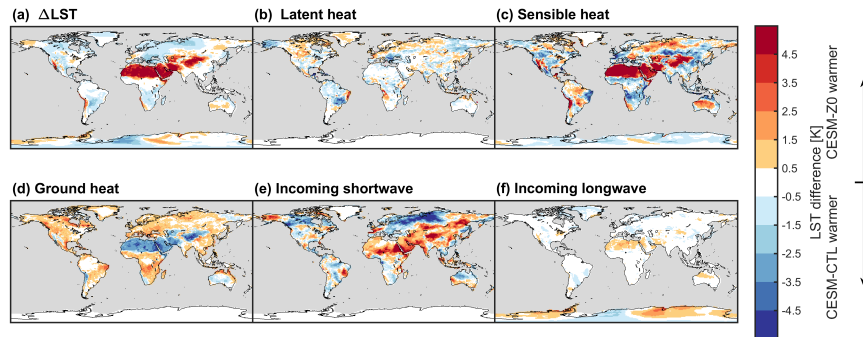 (a) ΔLST
(b) Latent heat
(c) Sensible heat
(d) Ground heat
(e) Incoming shortwave
(f) Incoming longwave
4.5
3.5
2.5
1.5
0.5
-0.5
-1.5
-2.5
-3.5
-4.5
LST difference [K]
CESM-CTL warmer
CESM-Z0 warmer